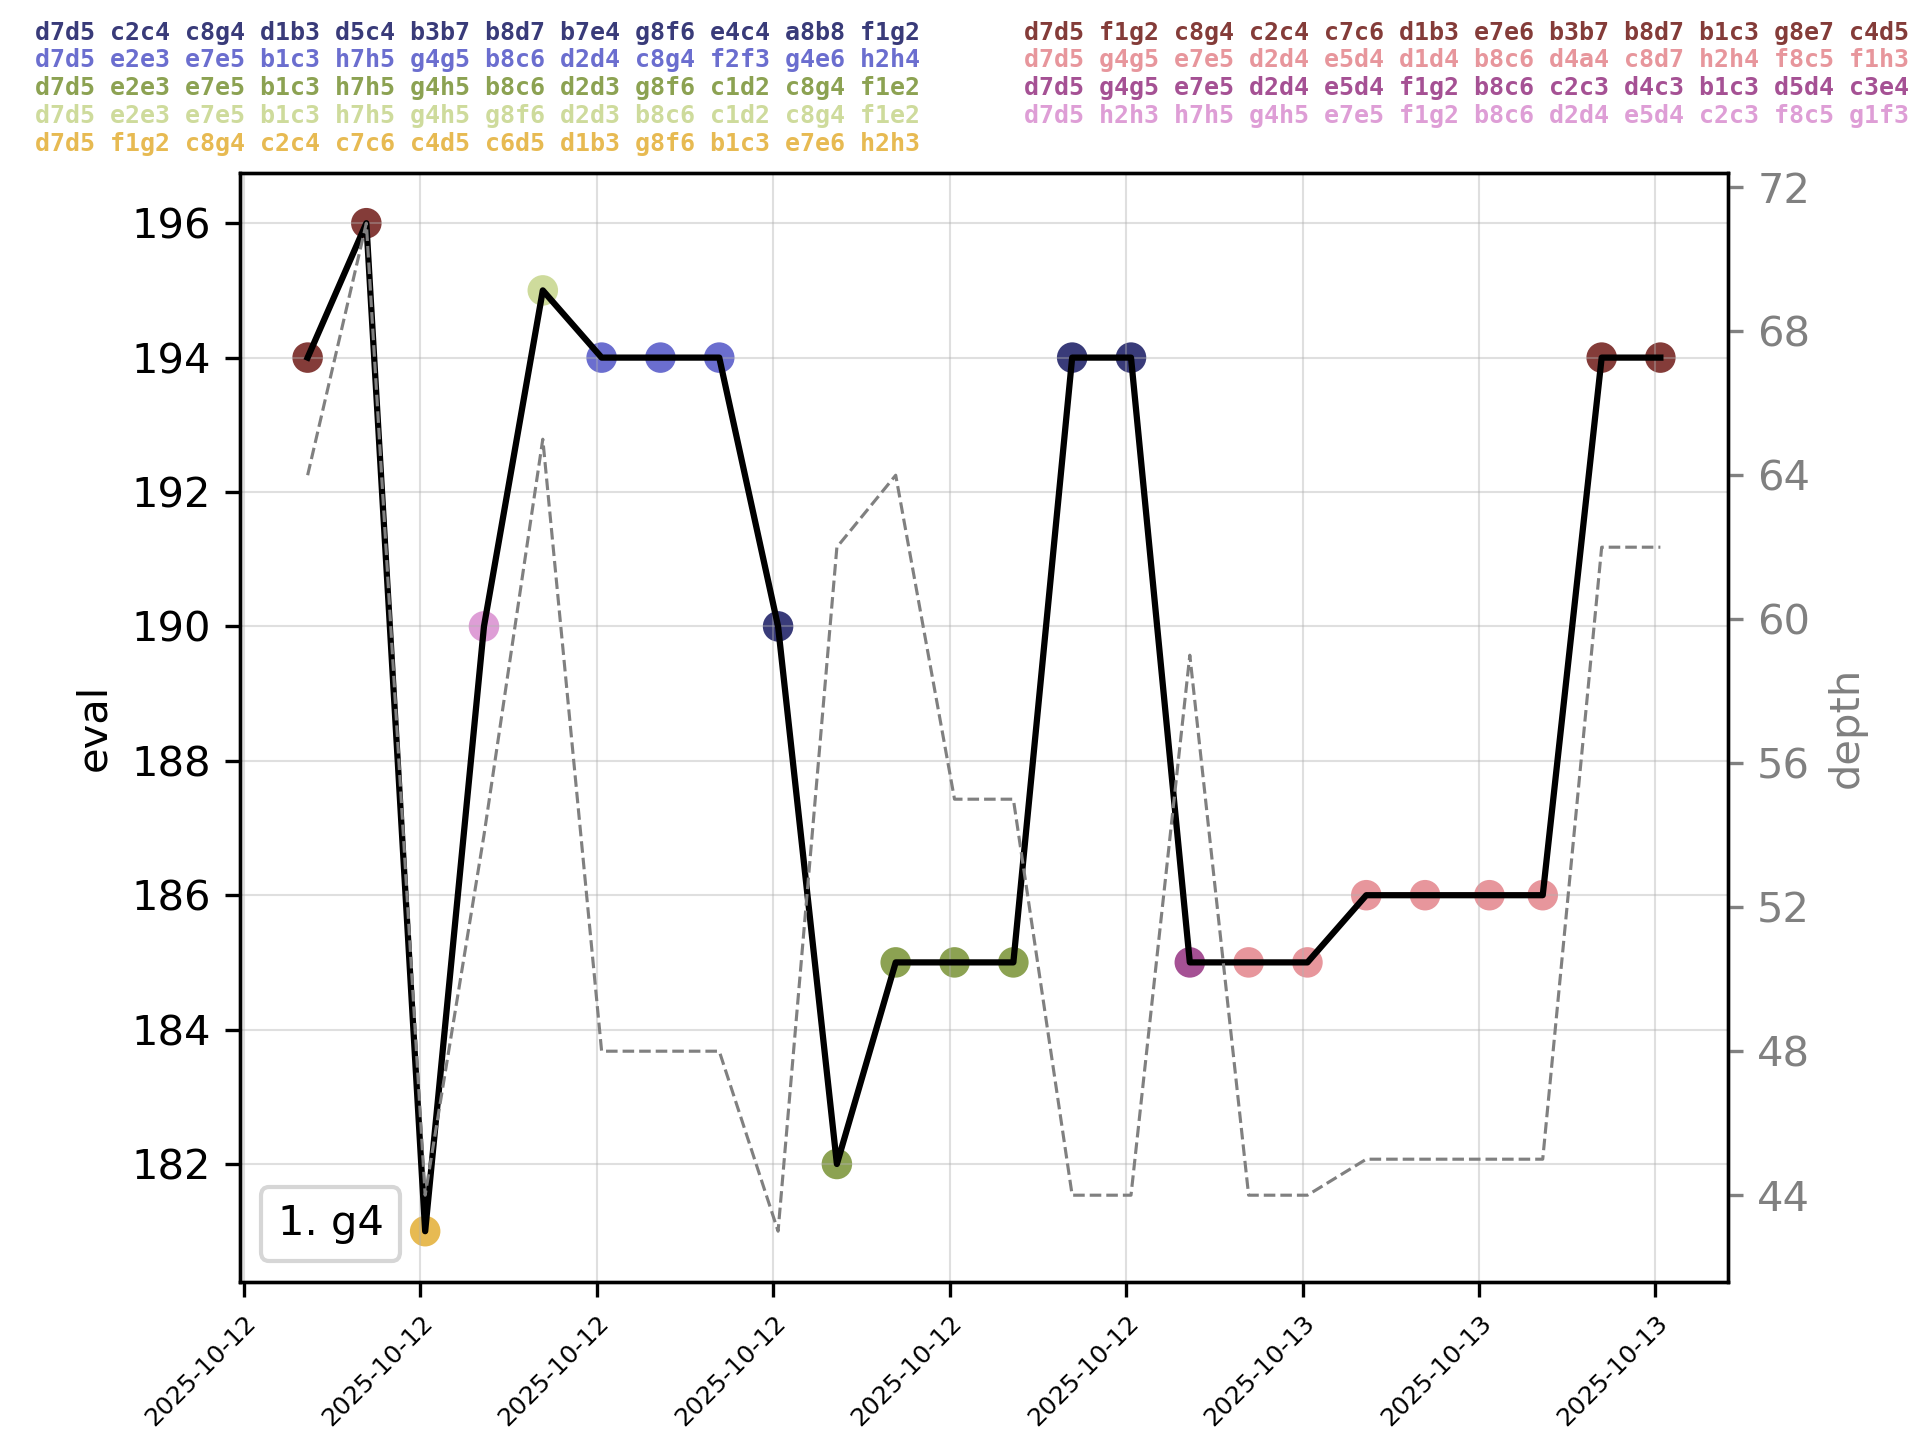 d7d5 c2c4 c8g4 d1b3 d5c4 b3b7 b8d7 b7e4 g8f6 e4c4 a8b8 f1g2
d7d5 e2e3 e7e5 b1c3 h7h5 g4g5 b8c6 d2d4 c8g4 f2f3 g4e6 h2h4
d7d5 e2e3 e7e5 b1c3 h7h5 g4h5 b8c6 d2d3 g8f6 c1d2 c8g4 f1e2
d7d5 e2e3 e7e5 b1c3 h7h5 g4h5 g8f6 d2d3 b8c6 c1d2 c8g4 f1e2
d7d5 f1g2 c8g4 c2c4 c7c6 c4d5 c6d5 d1b3 g8f6 b1c3 e7e6 h2h3
d7d5 f1g2 c8g4 c2c4 c7c6 d1b3 e7e6 b3b7 b8d7 b1c3 g8e7 c4d5
d7d5 g4g5 e7e5 d2d4 e5d4 d1d4 b8c6 d4a4 c8d7 h2h4 f8c5 f1h3
d7d5 g4g5 e7e5 d2d4 e5d4 f1g2 b8c6 c2c3 d4c3 b1c3 d5d4 c3e4
d7d5 h2h3 h7h5 g4h5 e7e5 f1g2 b8c6 d2d4 e5d4 c2c3 f8c5 g1f3
196
194
192
190
188
186
184
182
eval
72
68
64
60
56
52
48
44
depth
1. g4
2025-10-12
2025-10-12
2025-10-12
2025-10-12
2025-10-12
2025-10-12
2025-10-13
2025-10-13
2025-10-13